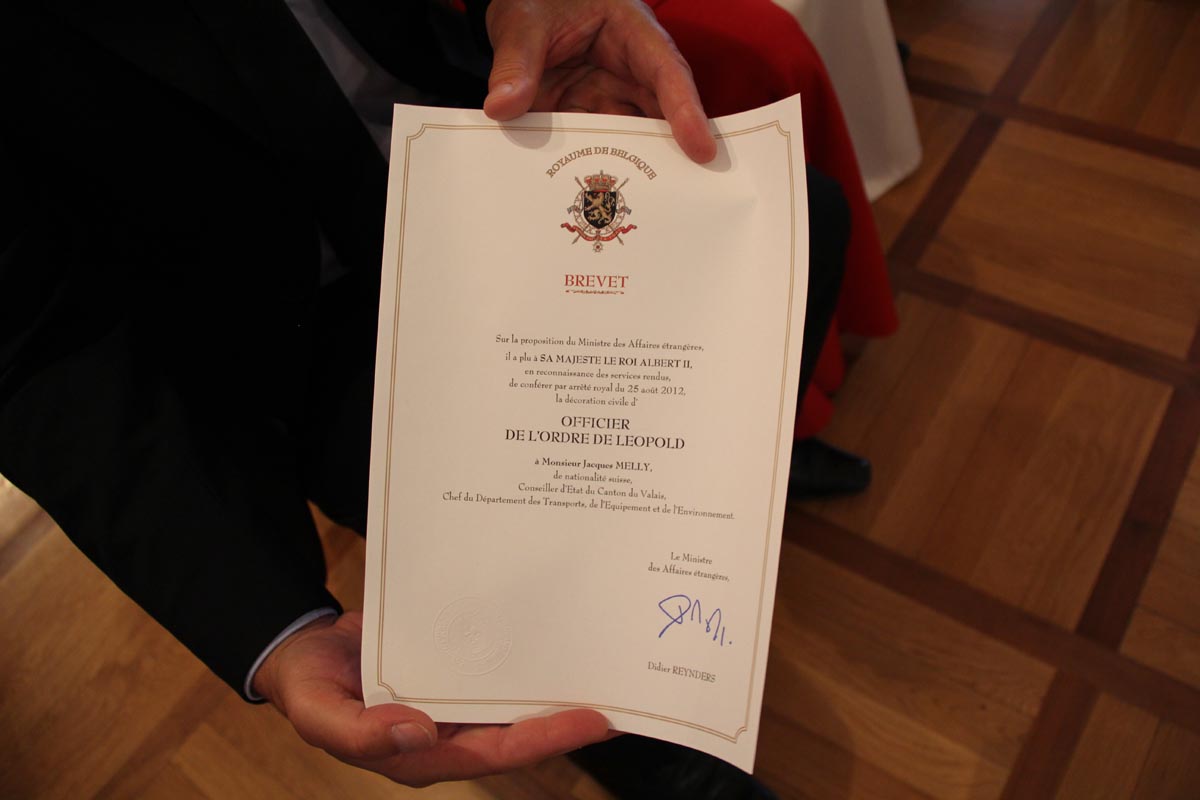 ROYAUME DE BELGIQUE
BREVET
Sur la proposition du Ministre des Affaires étrangères,
il a plu à SA MAJESTE LE ROI ALBERT II,
en reconnaissance des services rendus,
de conférer par arrêté royal du 25 août 2012,
la décoration civile d'
OFFICIER
DE L'ORDRE DE LEOPOLD
à Monsieur Jacques MELLY,
de nationalité suisse,
Conseiller d'Etat du Canton du Valais,
Chef du Département des Transports, de l'Equipement et de l'Environnement.
Le Ministre
des Affaires étrangères,
Didier REYNDERS